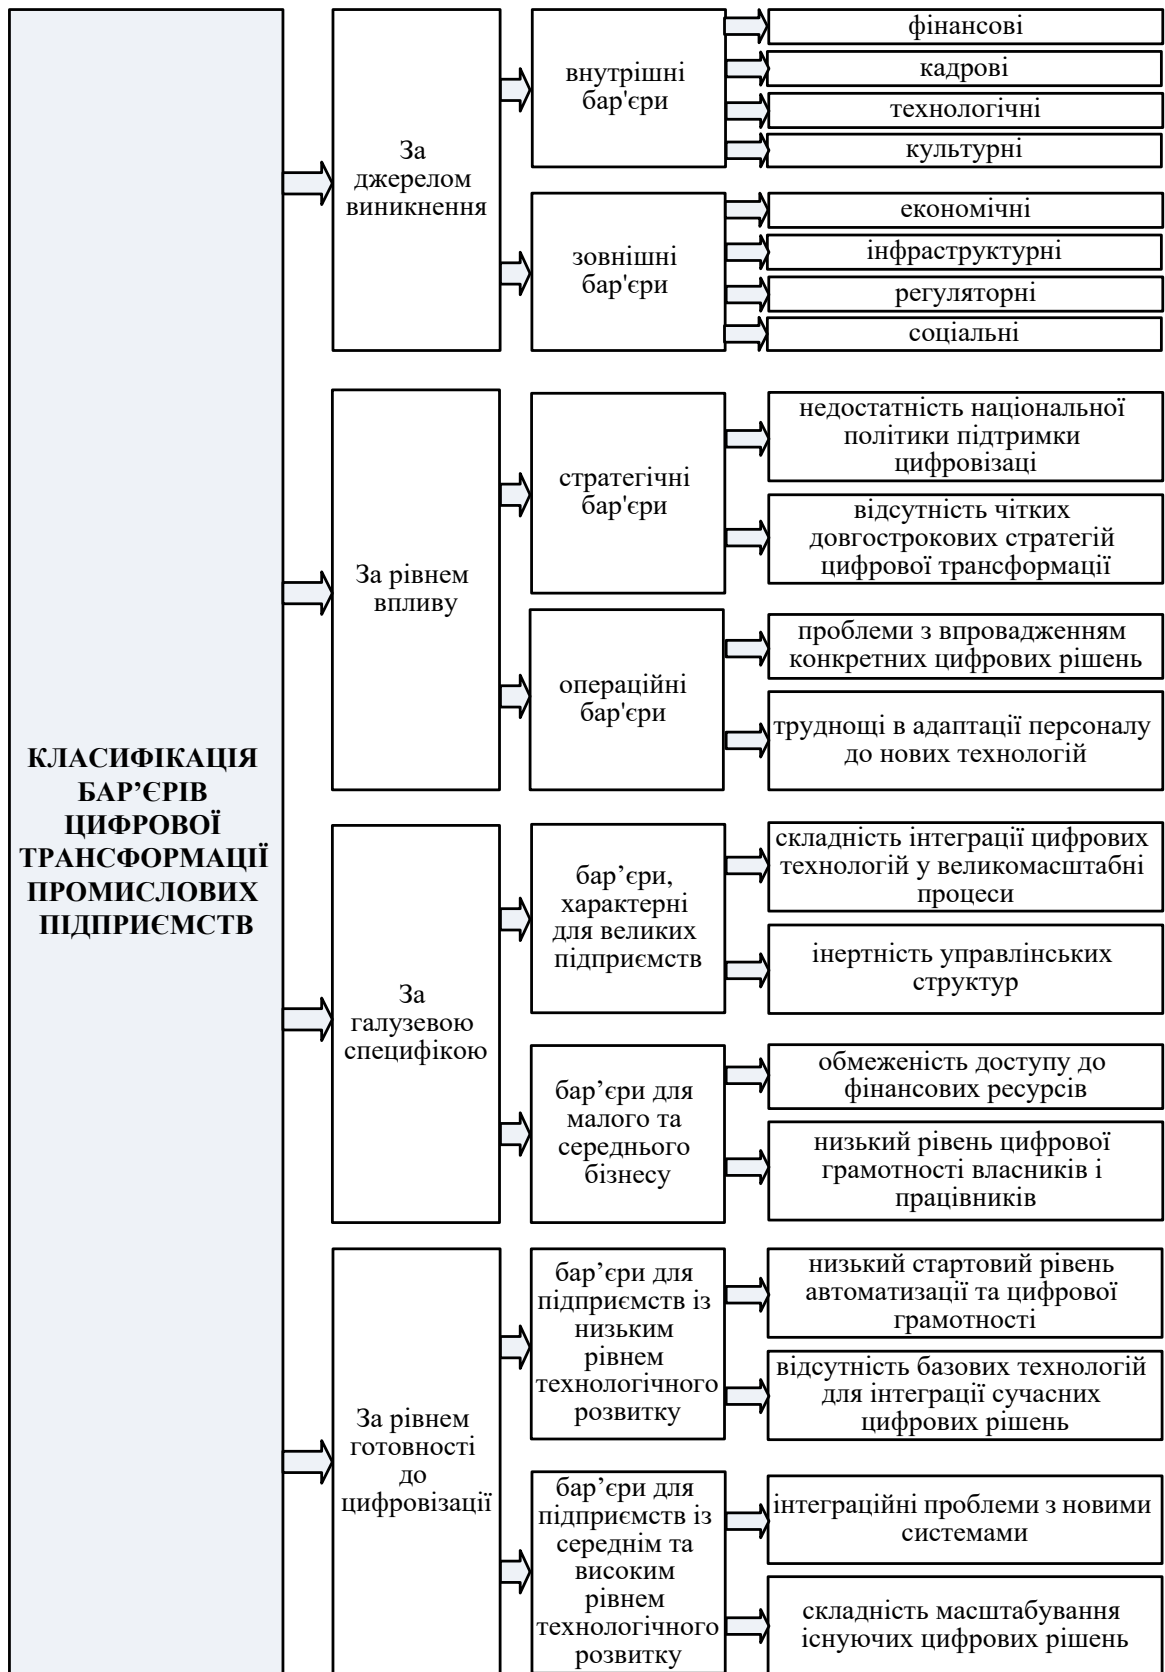 КЛАСИФІКАЦІЯ
БАР’ЄРІВ
ЦИФРОВОЇ
ТРАНСФОРМАЦІЇ
ПРОМИСЛОВИХ
ПІДПРИЄМСТВ
За
джерелом
виникнення
внутрішні
бар'єри
фінансові
кадрові
технологічні
культурні
зовнішні
бар'єри
економічні
інфраструктурні
регуляторні
соціальні
За рівнем
впливу
стратегічні
бар'єри
недостатність національної
політики підтримки
цифровізаці
відсутність чітких
довгострокових стратегій
цифрової трансформації
операційні
бар'єри
проблеми з впровадженням
конкретних цифрових рішень
труднощі в адаптації персоналу
до нових технологій
За
галузевою
специфікою
бар’єри,
характерні
для великих
підприємств
складність інтеграції цифрових
технологій у великомасштабні
процеси
інертність управлінських
структур
бар’єри для
малого та
середнього
бізнесу
обмеженість доступу до
фінансових ресурсів
низький рівень цифрової
грамотності власників і
працівників
За рівнем
готовності
до
цифровізації
бар’єри для
підприємств із
низьким
рівнем
технологічного
розвитку
низький стартовий рівень
автоматизації та цифрової
грамотності
відсутність базових технологій
для інтеграції сучасних
цифрових рішень
бар’єри для
підприємств із
середнім та
високим
рівнем
технологічного
розвитку
інтеграційні проблеми з новими
системами
складність масштабування
існуючих цифрових рішень